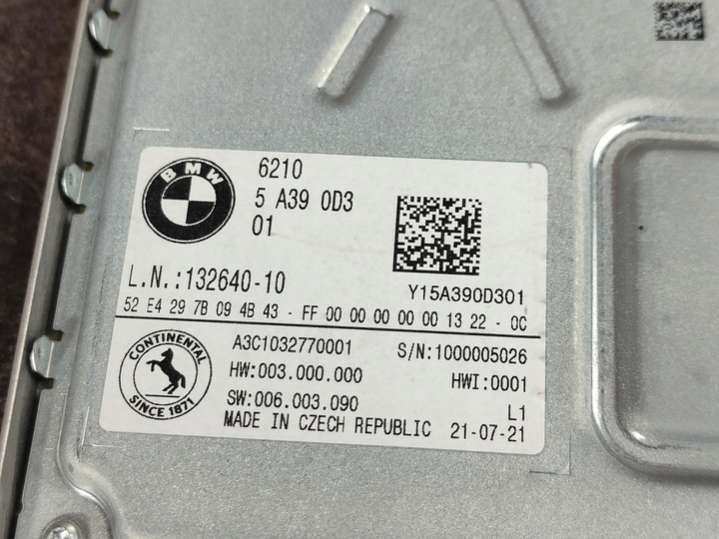 BMW
6210
5 A39 0D3
01
L.N.:132640-10
Y15A390D301
52 E4 29 7B 09 4B 43 - FF 00 00 00 00 00 13 22 - 0C
CONTINENTAL
SINCE 1871
A3C1032770001
S/N:1000005026
HW:003.000.000
HWI:0001
SW:006.003.090
L1
MADE IN CZECH REPUBLIC 21-07-21